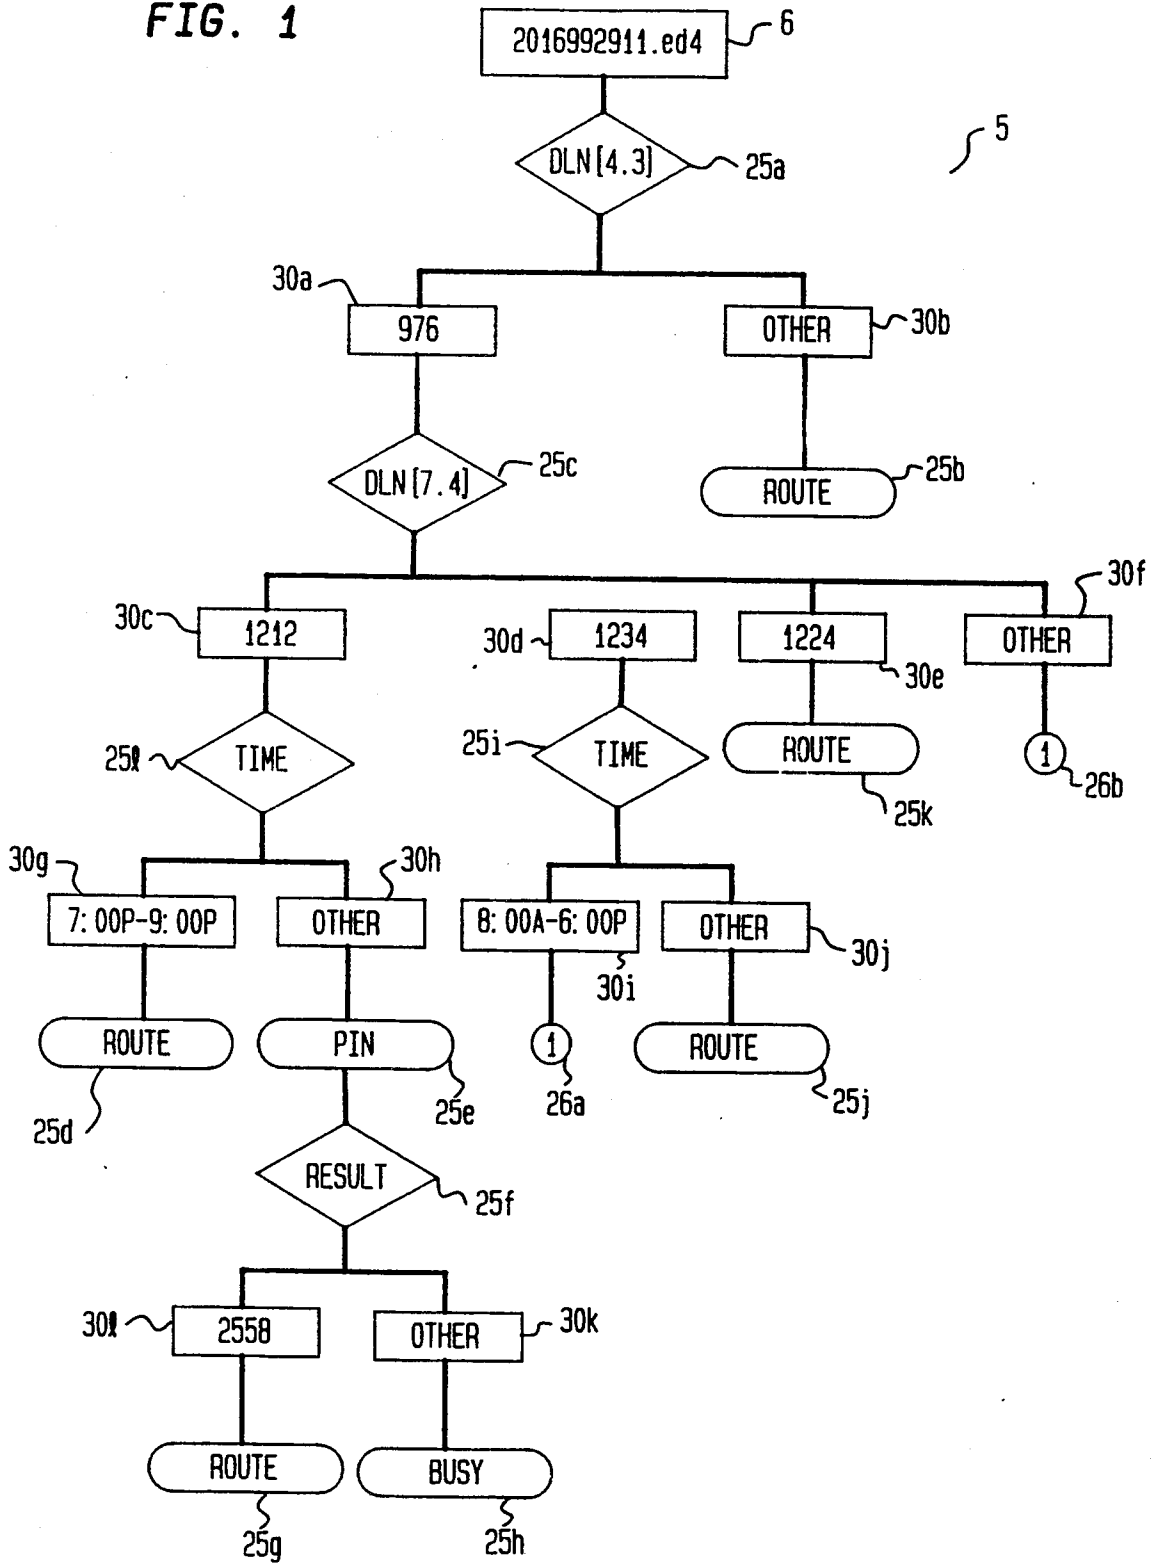 FIG. 1
2016992911.ed4
6
5
DLN[4.3]
25a
30a
976
OTHER
30b
DLN[7.4]
25c
ROUTE
25b
30c
1212
30d
1234
1224
30e
OTHER
30f
25ℓ
TIME
25i
TIME
ROUTE
25k
1
26b
30g
7:00P-9:00P
30h
OTHER
8:00A-6:00P
30i
OTHER
30j
ROUTE
25d
PIN
25e
1
26a
ROUTE
25j
RESULT
25f
30ℓ
2558
OTHER
30k
ROUTE
25g
BUSY
25h